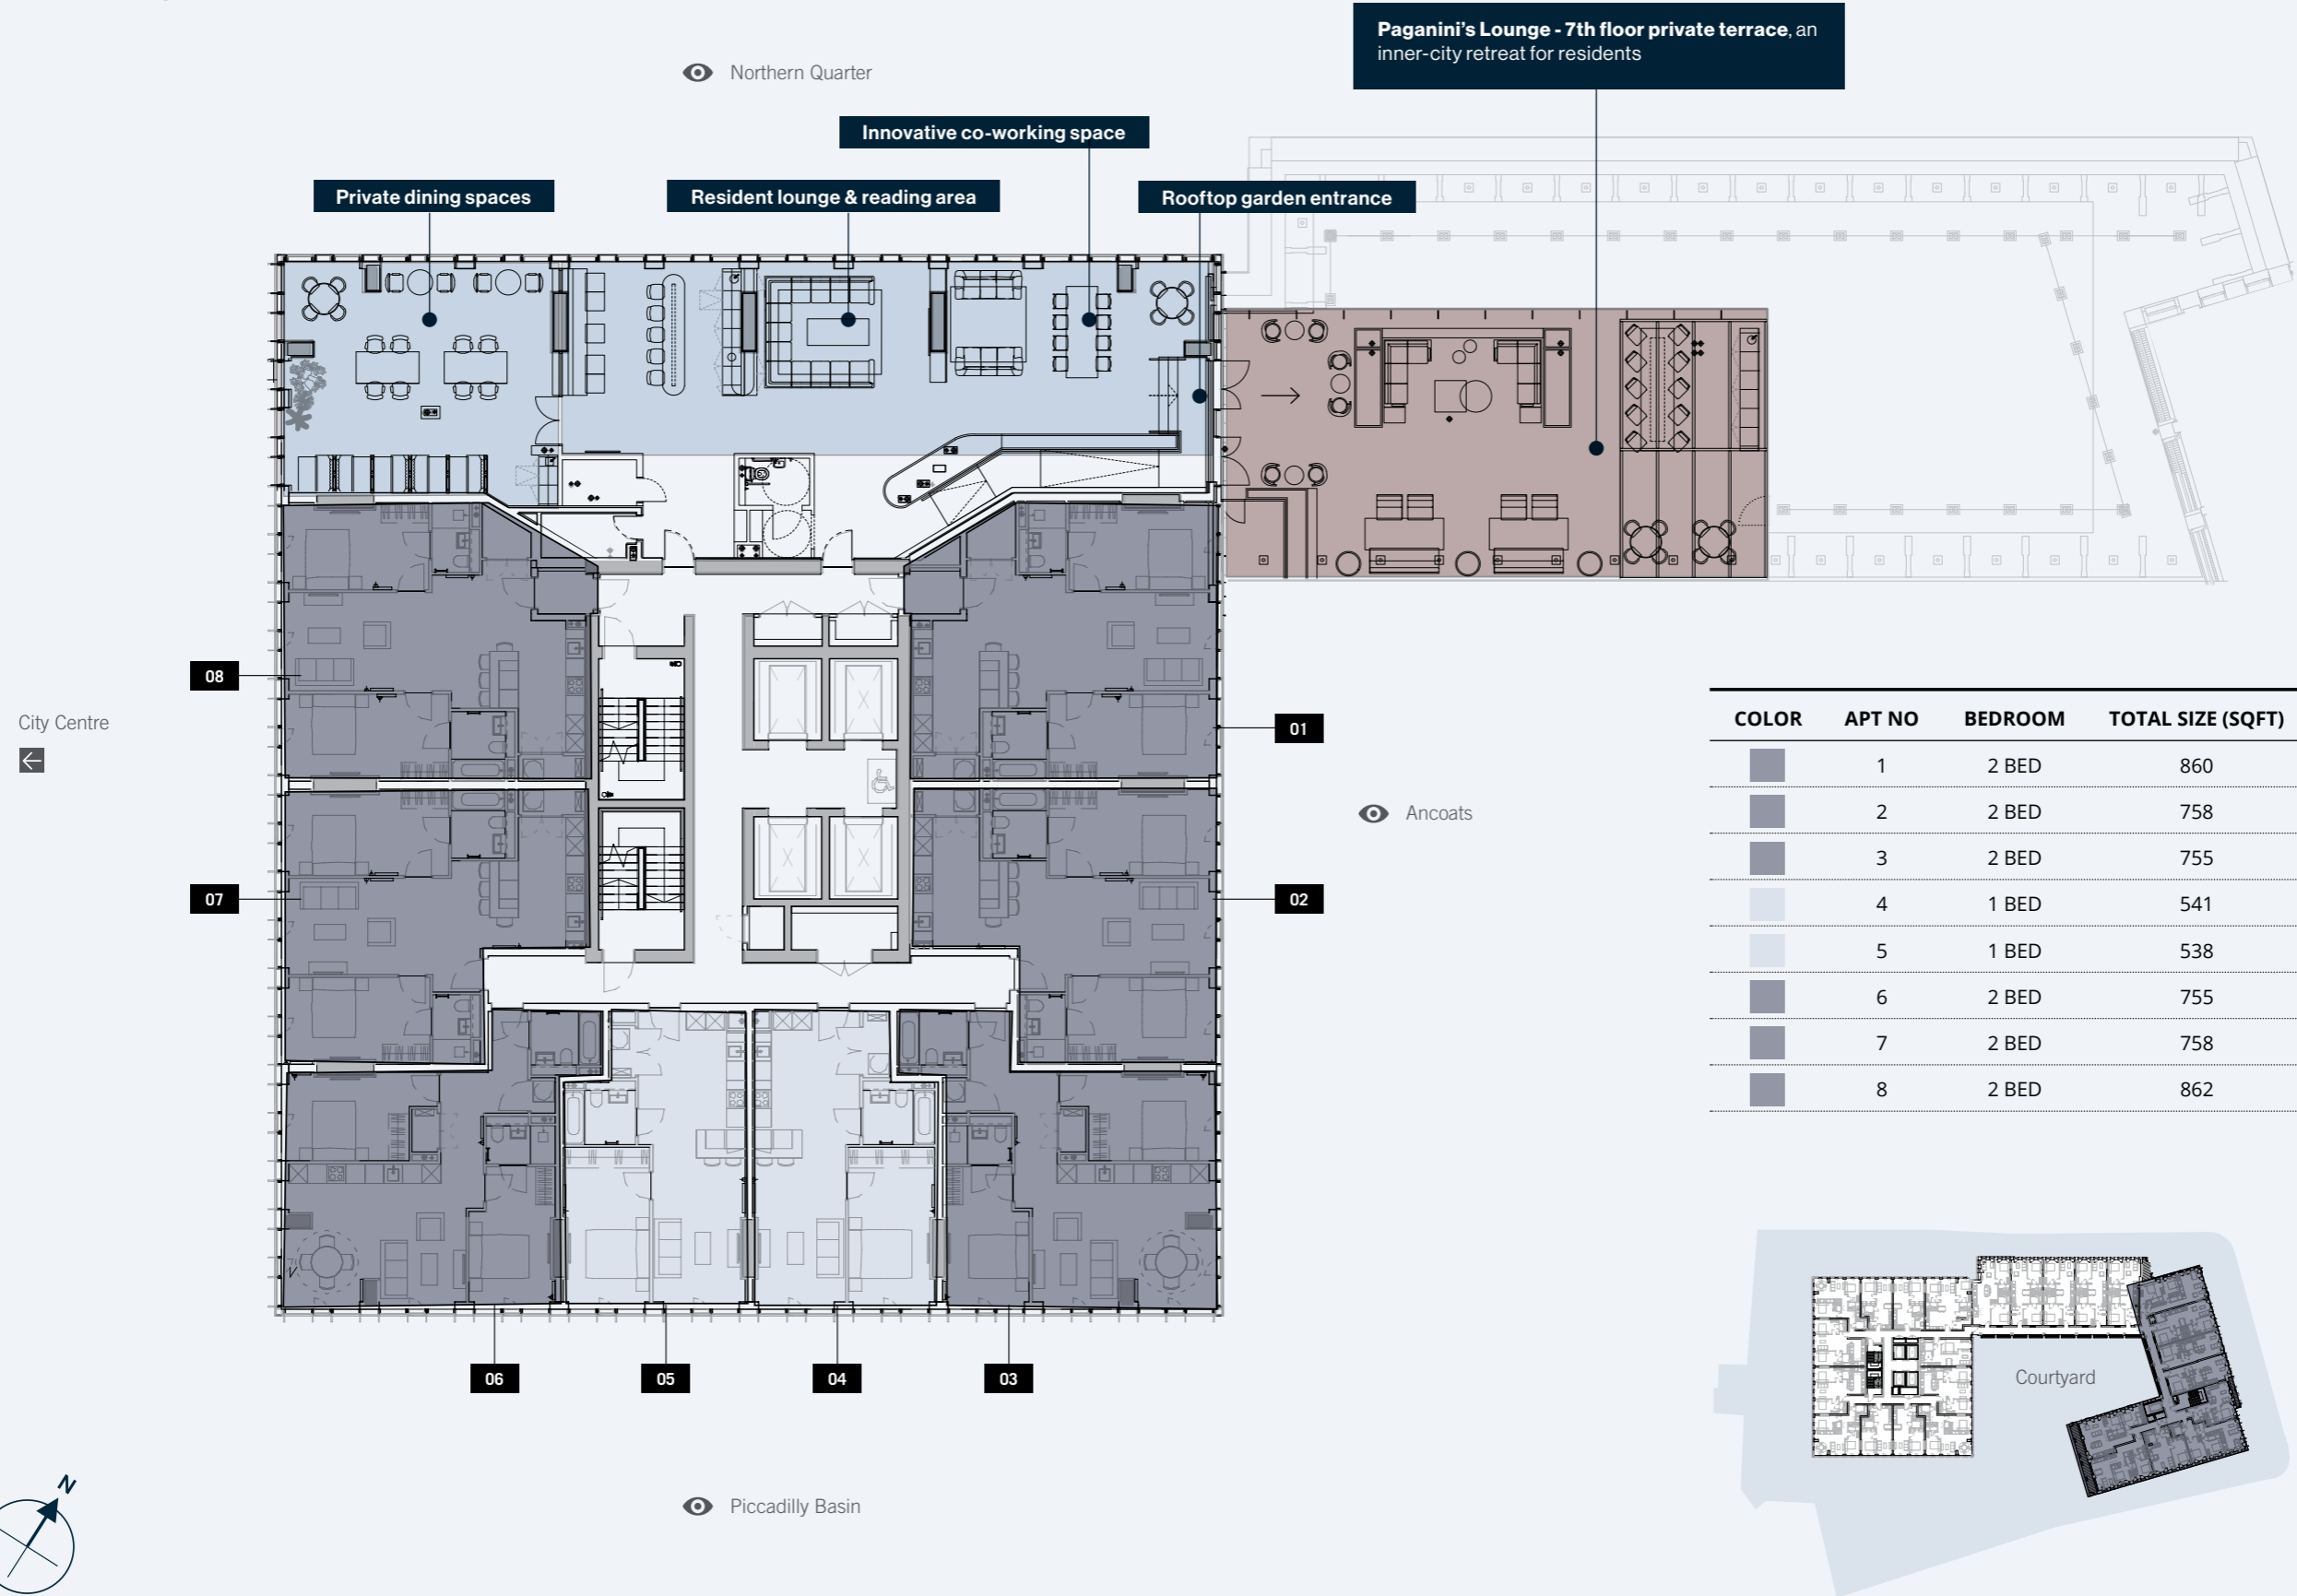 Paganini's Lounge - 7th floor private terrace, an
inner-city retreat for residents
Northern Quarter
Innovative co-working space
Private dining spaces
Resident lounge & reading area
Rooftop garden entrance
08
City Centre
01
07
02
Ancoats
COLOR APT NO BEDROOM TOTAL SIZE (SQFT)
1 2 BED 860
2 2 BED 758
3 2 BED 755
4 1 BED 541
5 1 BED 538
6 2 BED 755
7 2 BED 758
8 2 BED 862
06
05
04
03
Courtyard
Piccadilly Basin
N